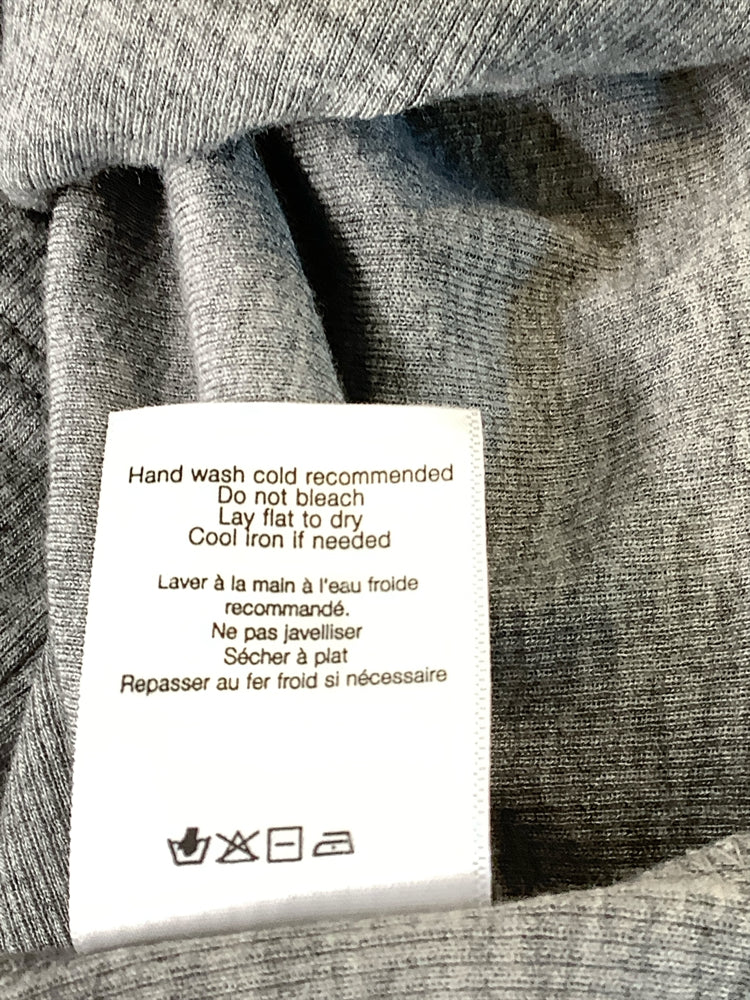 Hand wash cold recommended
Do not bleach
Lay flat to dry
Cool iron if needed
Laver à la main à l'eau froide
recommandé.
Ne pas javelliser
Sécher à plat
Repasser au fer froid si nécessaire